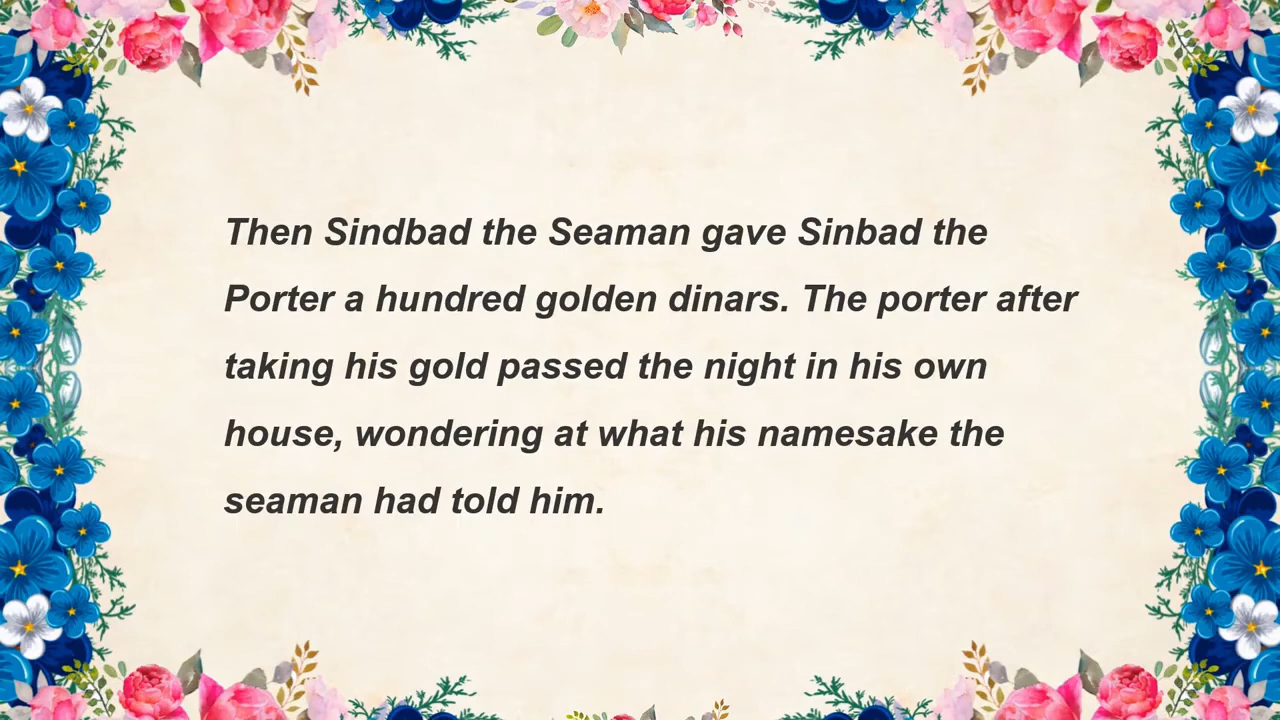 Then Sindbad the Seaman gave Sinbad the
Porter a hundred golden dinars. The porter after
taking his gold passed the night in his own
house, wondering at what his namesake the
seaman had told him.